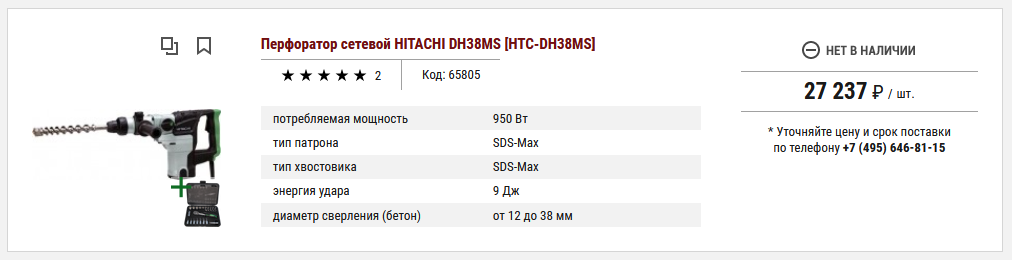 Перфоратор сетевой HITACHI DH38MS [HTC-DH38MS]
2
Код: 65805
потребляемая мощность 950 Вт
тип патрона SDS-Max
тип хвостовика SDS-Max
энергия удара 9 Дж
диаметр сверления (бетон) от 12 до 38 мм
НЕТ В НАЛИЧИИ
27 237 ₽ / шт.
* Уточняйте цену и срок поставки
по телефону +7 (495) 646-81-15